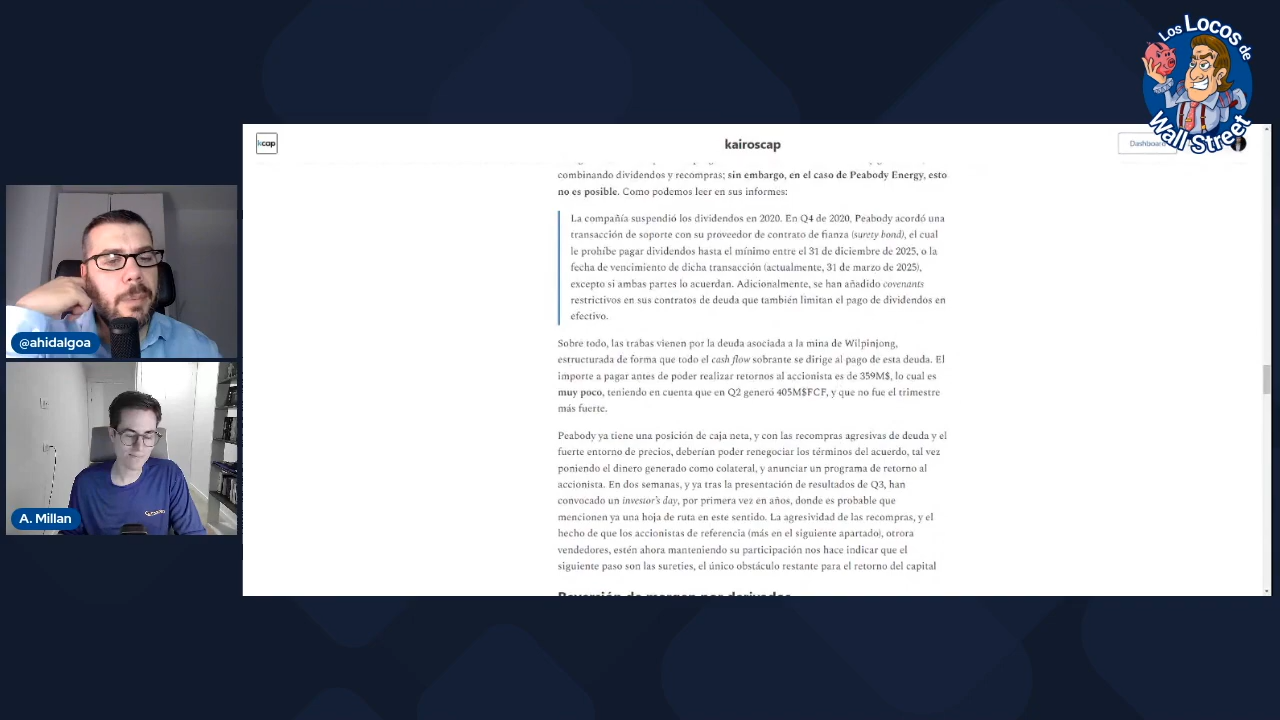 Los Locos de
Wall Street
kcap
kairoscap
Dashboard
combinando dividendos y recompras; sin embargo, en el caso de Peabody Energy, esto
no es posible. Como podemos leer en sus informes:
La compañía suspendió los dividendos en 2020. En Q4 de 2020, Peabody acordó una
transacción de soporte con su proveedor de contrato de fianza (surety bond), el cual
le prohíbe pagar dividendos hasta el mínimo entre el 31 de diciembre de 2025, o la
fecha de vencimiento de dicha transacción (actualmente, 31 de marzo de 2025),
excepto si ambas partes lo acuerdan. Adicionalmente, se han añadido covenants
restrictivos en sus contratos de deuda que también limitan el pago de dividendos en
efectivo.
Sobre todo, las trabas vienen por la deuda asociada a la mina de Wilpinjong,
estructurada de forma que todo el cash flow sobrante se dirige al pago de esta deuda. El
importe a pagar antes de poder realizar retornos al accionista es de 359M$, lo cual es
muy poco, teniendo en cuenta que en Q2 generó 405M$FCF, y que no fue el trimestre
más fuerte.
Peabody ya tiene una posición de caja neta, y con las recompras agresivas de deuda y el
fuerte entorno de precios, deberían poder renegociar los términos del acuerdo, tal vez
poniendo el dinero generado como colateral, y anunciar un programa de retorno al
accionista. En dos semanas, y ya tras la presentación de resultados de Q3, han
convocado un investor's day, por primera vez en años, donde es probable que
mencionen ya una hoja de ruta en este sentido. La agresividad de las recompras, y el
hecho de que los accionistas de referencia (más en el siguiente apartado), otrora
vendedores, estén ahora manteniendo su participación nos hace indicar que el
siguiente paso son las sureties, el único obstáculo restante para el retorno del capital
@ahidalgoa
A. Millan